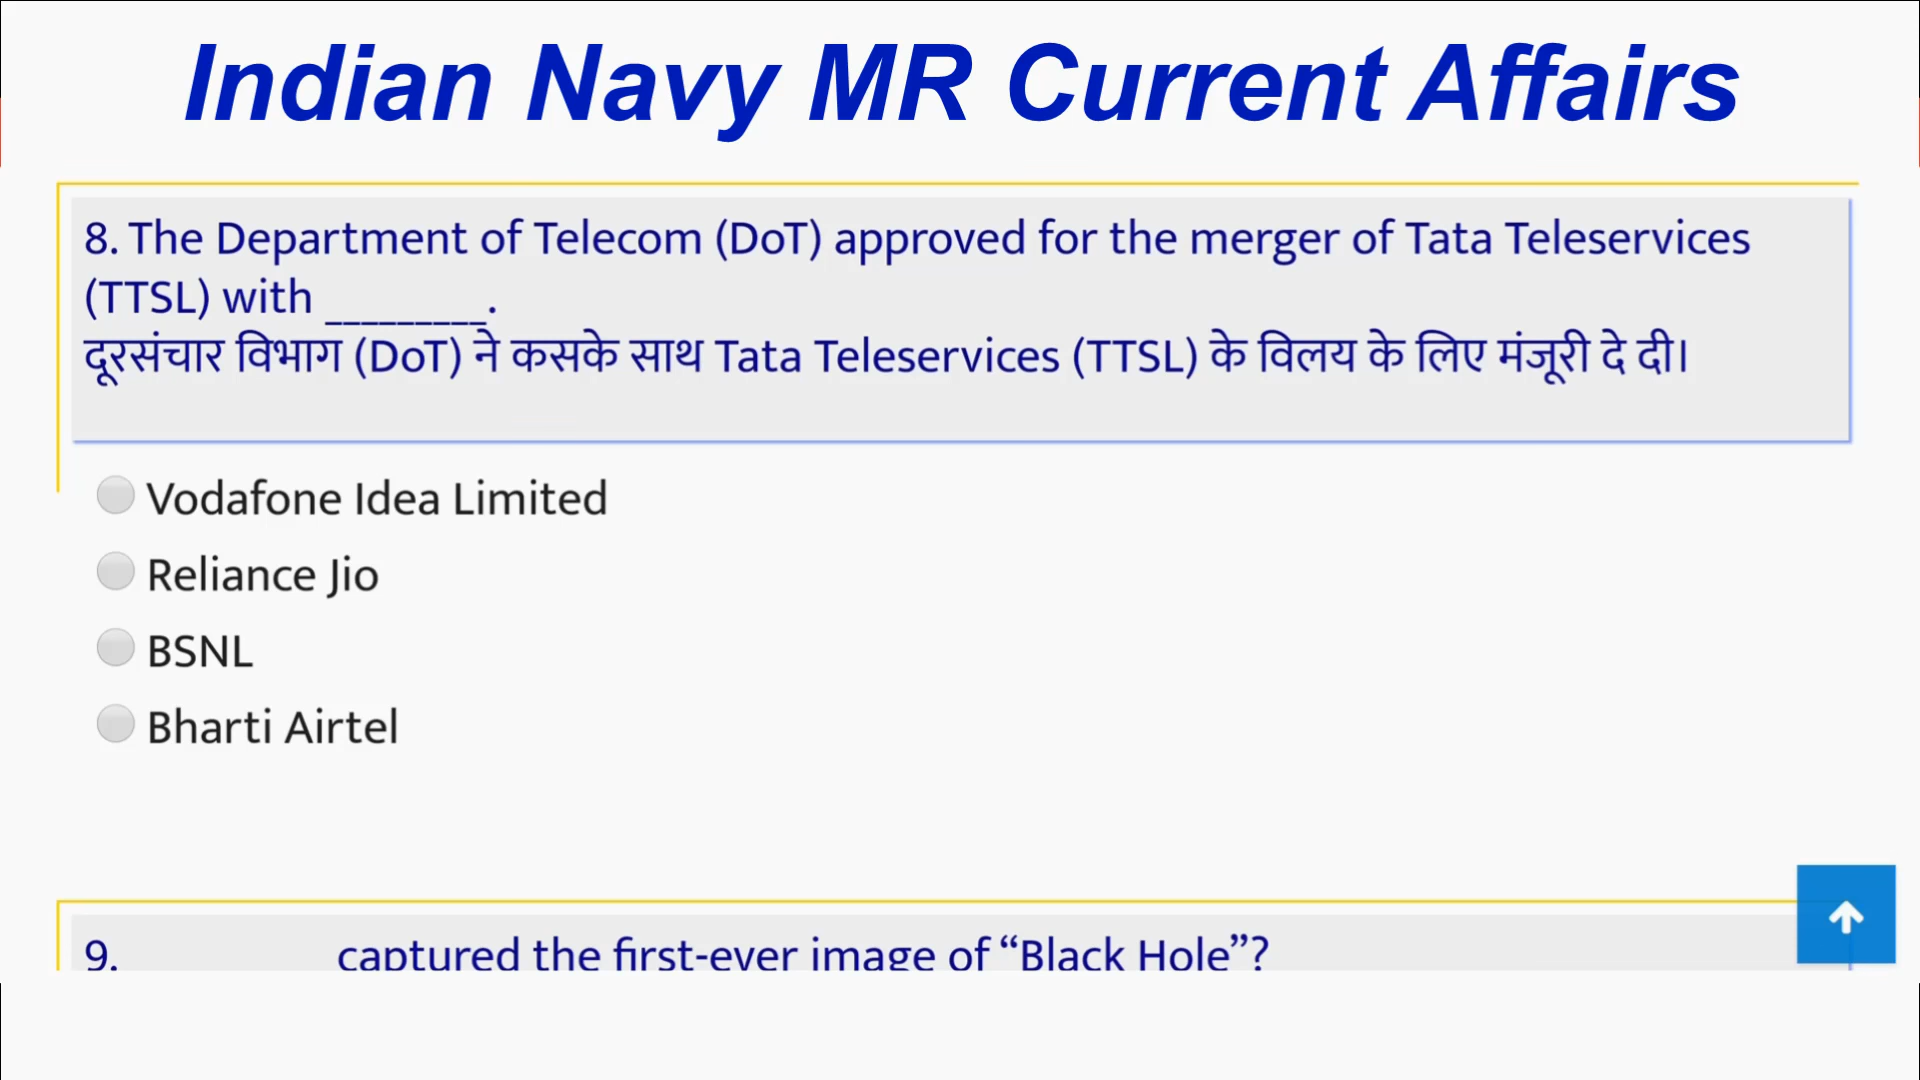 Indian Navy MR Current Affairs
8. The Department of Telecom (DoT) approved for the merger of Tata Teleservices
(TTSL) with _________.
दूरसंचार विभाग (DoT) ने कसके साथ Tata Teleservices (TTSL) के विलय के लिए मंजूरी दे दी।
Vodafone Idea Limited
Reliance Jio
BSNL
Bharti Airtel
9. captured the first-ever image of “Black Hole”?